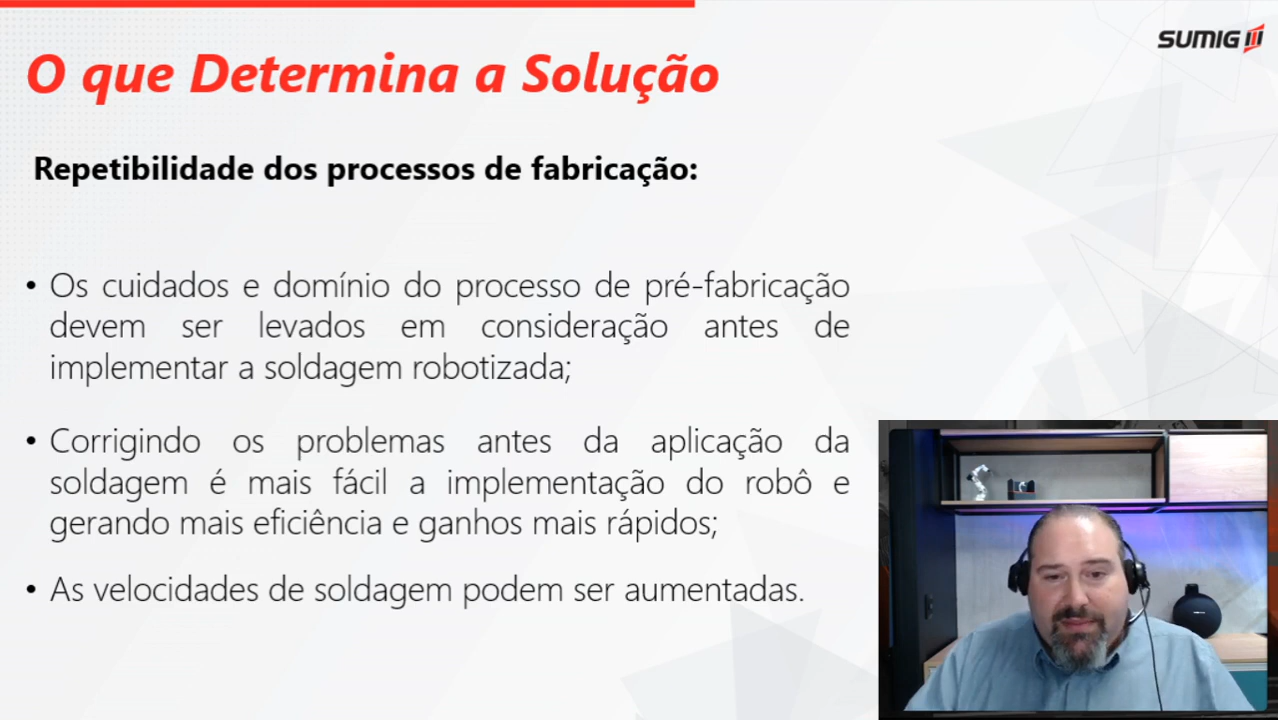 SUMIG
O que Determina a Solução
Repetibilidade dos processos de fabricação:
• Os cuidados e domínio do processo de pré-fabricação
devem ser levados em consideração antes de
implementar a soldagem robotizada;
• Corrigindo os problemas antes da aplicação da
soldagem é mais fácil a implementação do robô e
gerando mais eficiência e ganhos mais rápidos;
• As velocidades de soldagem podem ser aumentadas.